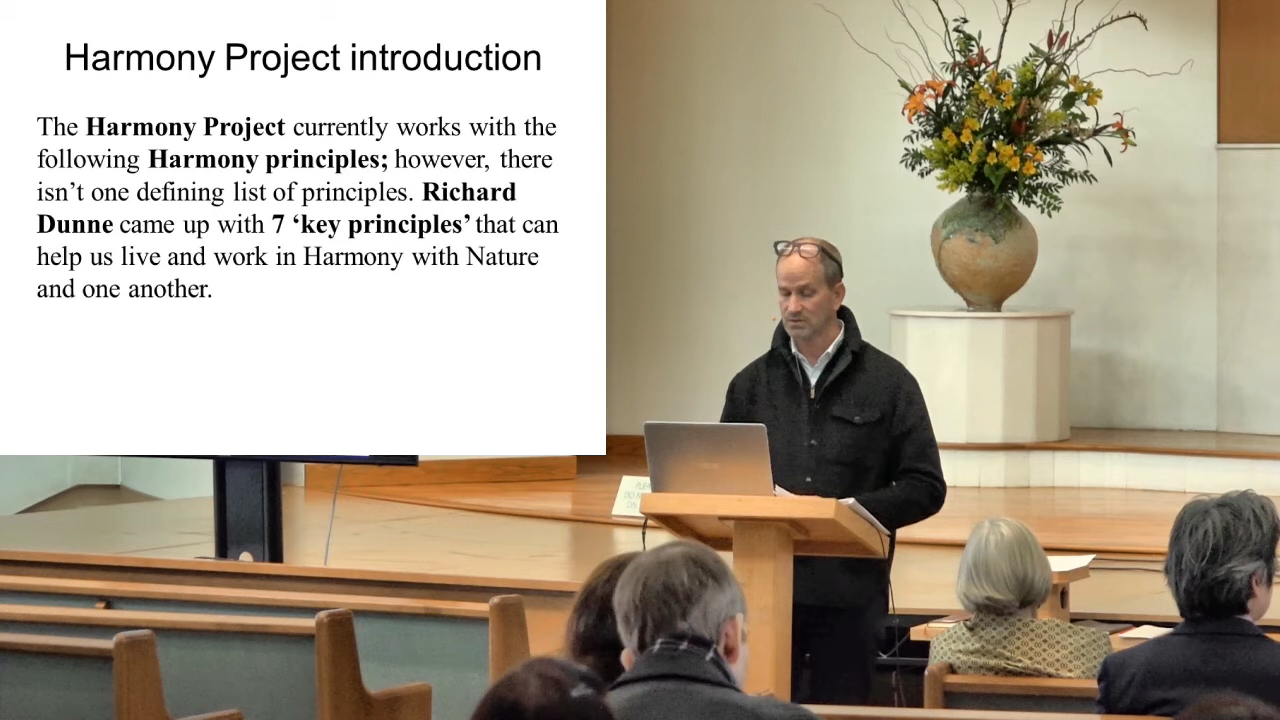 Harmony Project introduction
The Harmony Project currently works with the
following Harmony principles; however, there
isn’t one defining list of principles. Richard
Dunne came up with 7 ‘key principles’ that can
help us live and work in Harmony with Nature
and one another.